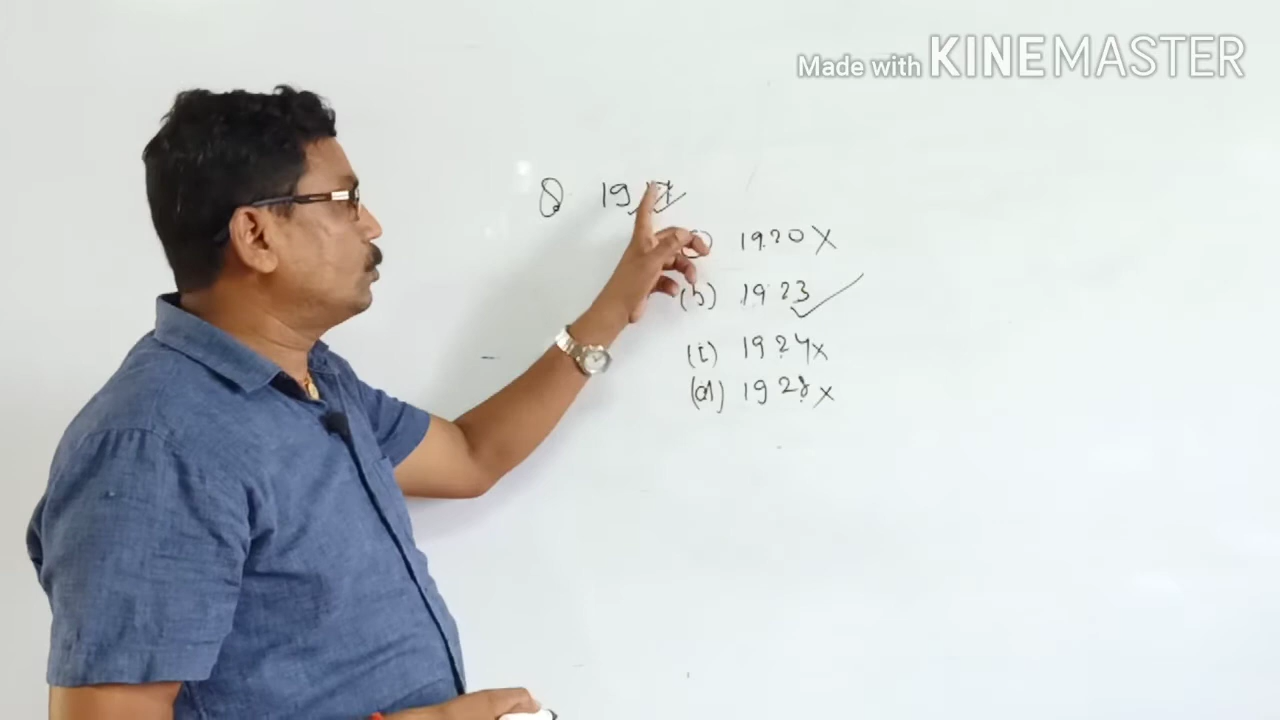 Made with KINEMASTER
Q 19
1920 X
(b) 1923 ✓
(c) 1924 x
(d) 1928 x